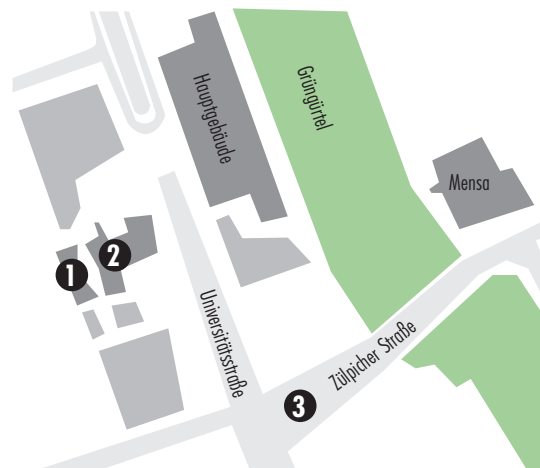 Hauptgebäude
Grüngürtel
Mensa
1
2
Universitätsstraße
Zülpicher Straße
3